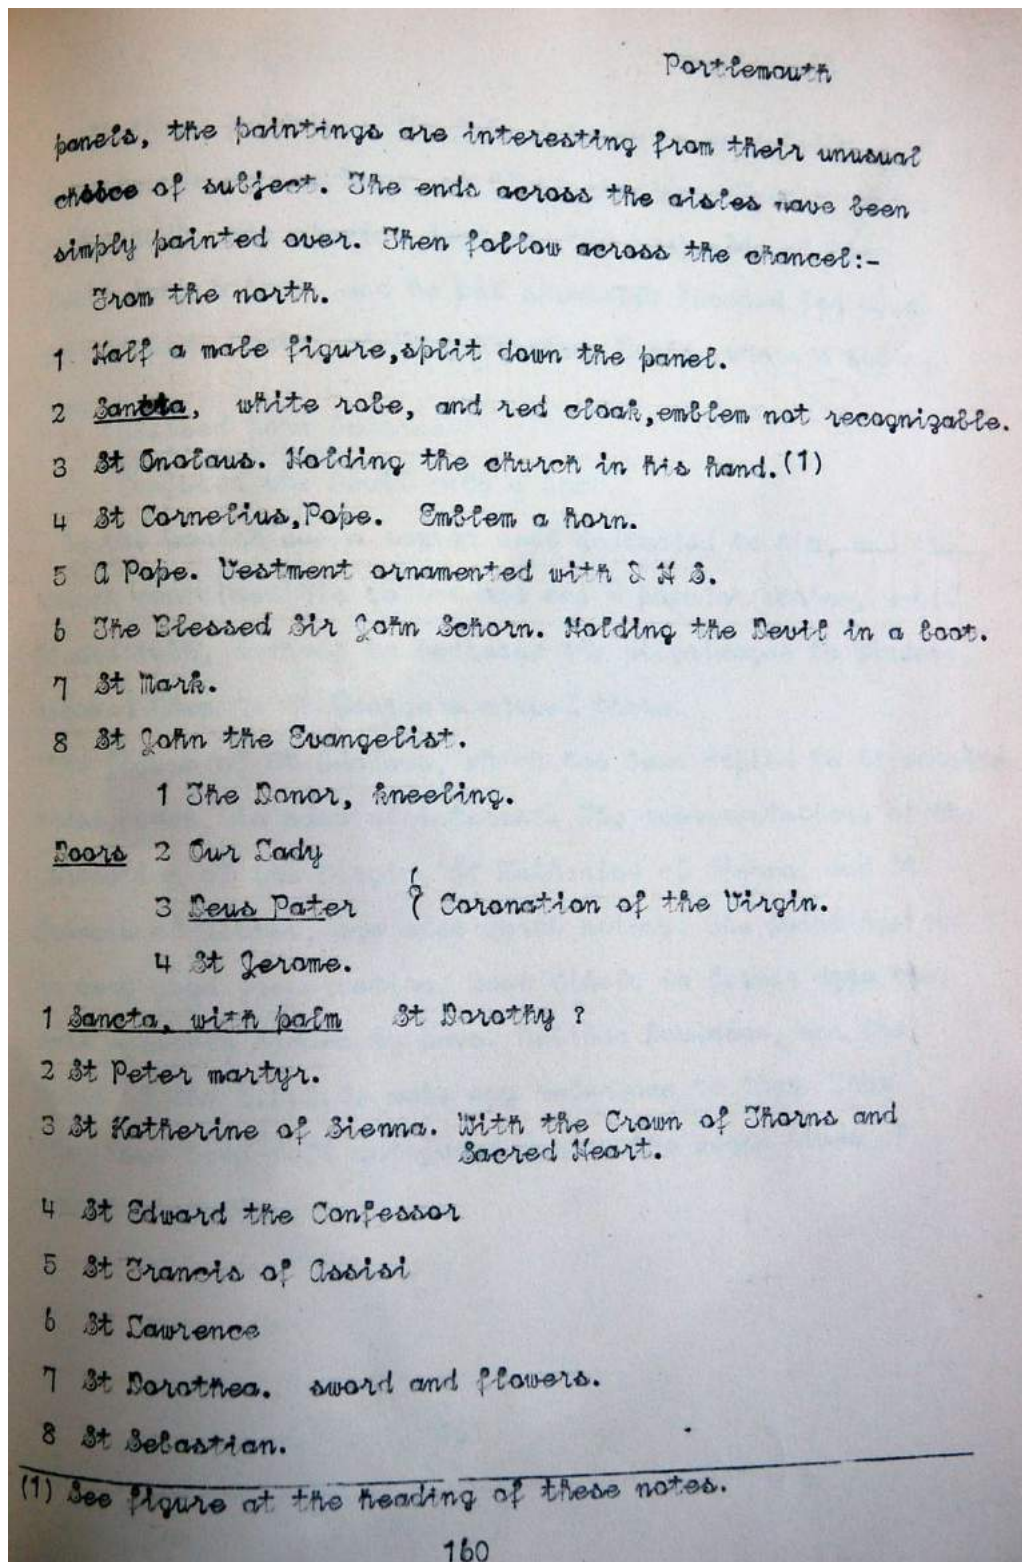 Portlemouth
panels, the paintings are interesting from their unusual
choice of subject. The ends across the aisles have been
simply painted over. Then follow across the chancel:-
From the north.
1 Half a male figure,split down the panel.
2 Sancta, white robe, and red cloak,emblem not recognizable.
3 St Onolaus. Holding the church in his hand.(1)
4 St Cornelius,Pope. Emblem a horn.
5 A Pope. Vestment ornamented with I H S.
6 The Blessed Sir John Schorn. Holding the Devil in a boot.
7 St Mark.
8 St John the Evangelist.
1 The Donor, kneeling.
Doors 2 Our Lady
3 Deus Pater { Coronation of the Virgin.
4 St Jerome.
1 Sancta, with palm St Dorothy ?
2 St Peter martyr.
3 St Katherine of Sienna. With the Crown of Thorns and
Sacred Heart.
4 St Edward the Confessor
5 St Francis of Assisi
6 St Lawrence
7 St Dorothea. sword and flowers.
8 St Sebastian.
(1) See figure at the heading of these notes.
160